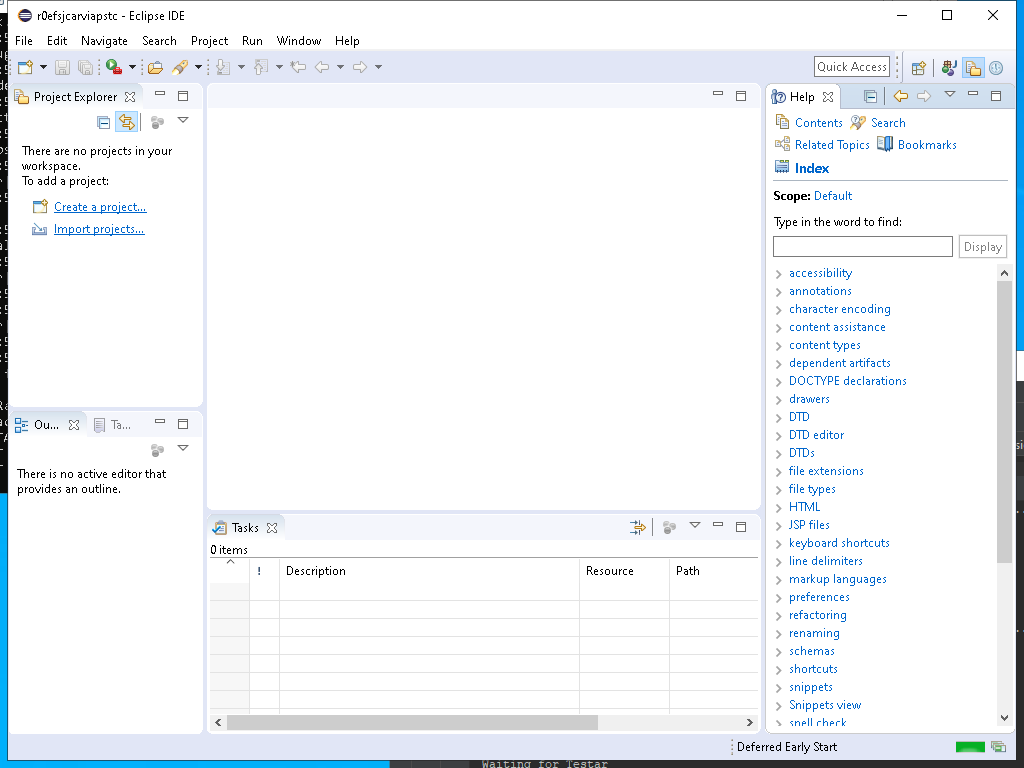 r0efsjcarviapstc - Eclipse IDE
File Edit Navigate Search Project Run Window Help
Quick Access
Project Explorer
There are no projects in your
workspace.
To add a project:
Create a project...
Import projects...
Ou...
Ta...
There is no active editor that
provides an outline.
Tasks
0 items
! Description Resource Path
Help
Contents Search
Related Topics Bookmarks
Index
Scope: Default
Type in the word to find:
Display
accessibility
annotations
character encoding
content assistance
content types
dependent artifacts
DOCTYPE declarations
drawers
DTD
DTD editor
DTDs
file extensions
file types
HTML
JSP files
keyboard shortcuts
line delimiters
markup languages
preferences
refactoring
renaming
schemas
shortcuts
snippets
Snippets view
spell check
Deferred Early Start
Waiting for Testar